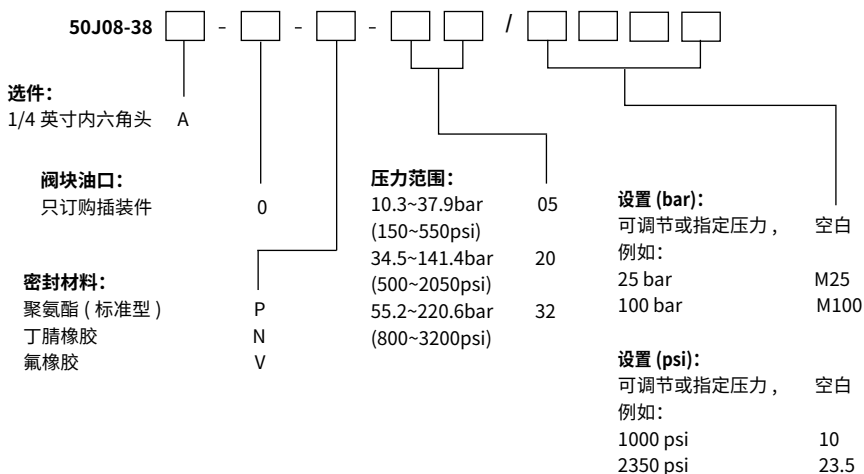 50J08-38 - - - /
选件：
1/4 英寸内六角头 A
阀块油口：
只订购插装件 0
密封材料：
聚氨酯 ( 标准型 ) P
丁腈橡胶 N
氟橡胶 V
压力范围：
10.3~37.9bar 05
(150~550psi)
34.5~141.4bar 20
(500~2050psi)
55.2~220.6bar 32
(800~3200psi)
设置 (bar)：
可调节或指定压力 ， 空白
例如：
25 bar M25
100 bar M100
设置 (psi)：
可调节或指定压力 ， 空白
例如：
1000 psi 10
2350 psi 23.5